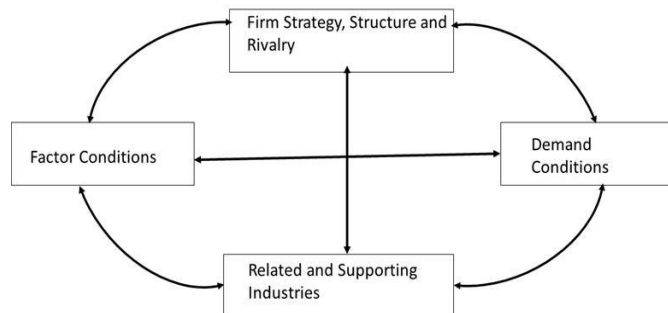 Firm Strategy, Structure and
Rivalry
Factor Conditions
Demand
Conditions
Related and Supporting
Industries